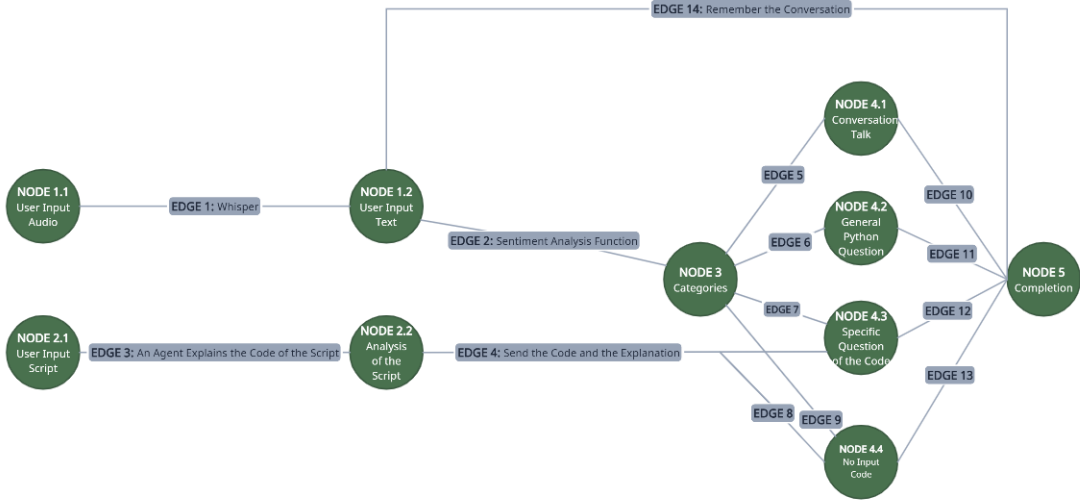 EDGE 14: Remember the Conversation
NODE 4.1
Conversation
Talk
EDGE 5
NODE 1.1
User Input
Audio
EDGE 1: Whisper
NODE 1.2
User Input
Text
EDGE 10
NODE 4.2
General
Python
Question
EDGE 2: Sentiment Analysis Function
EDGE 6
EDGE 11
NODE 3
Categories
NODE 5
Completion
EDGE 7
EDGE 12
NODE 4.3
Specific
Question
of the Code
NODE 2.1
User Input
Script
EDGE 3: An Agent Explains the Code of the Script
NODE 2.2
Analysis
of the
Script
EDGE 4: Send the Code and the Explanation
EDGE 13
EDGE 8
EDGE 9
NODE 4.4
No Input
Code